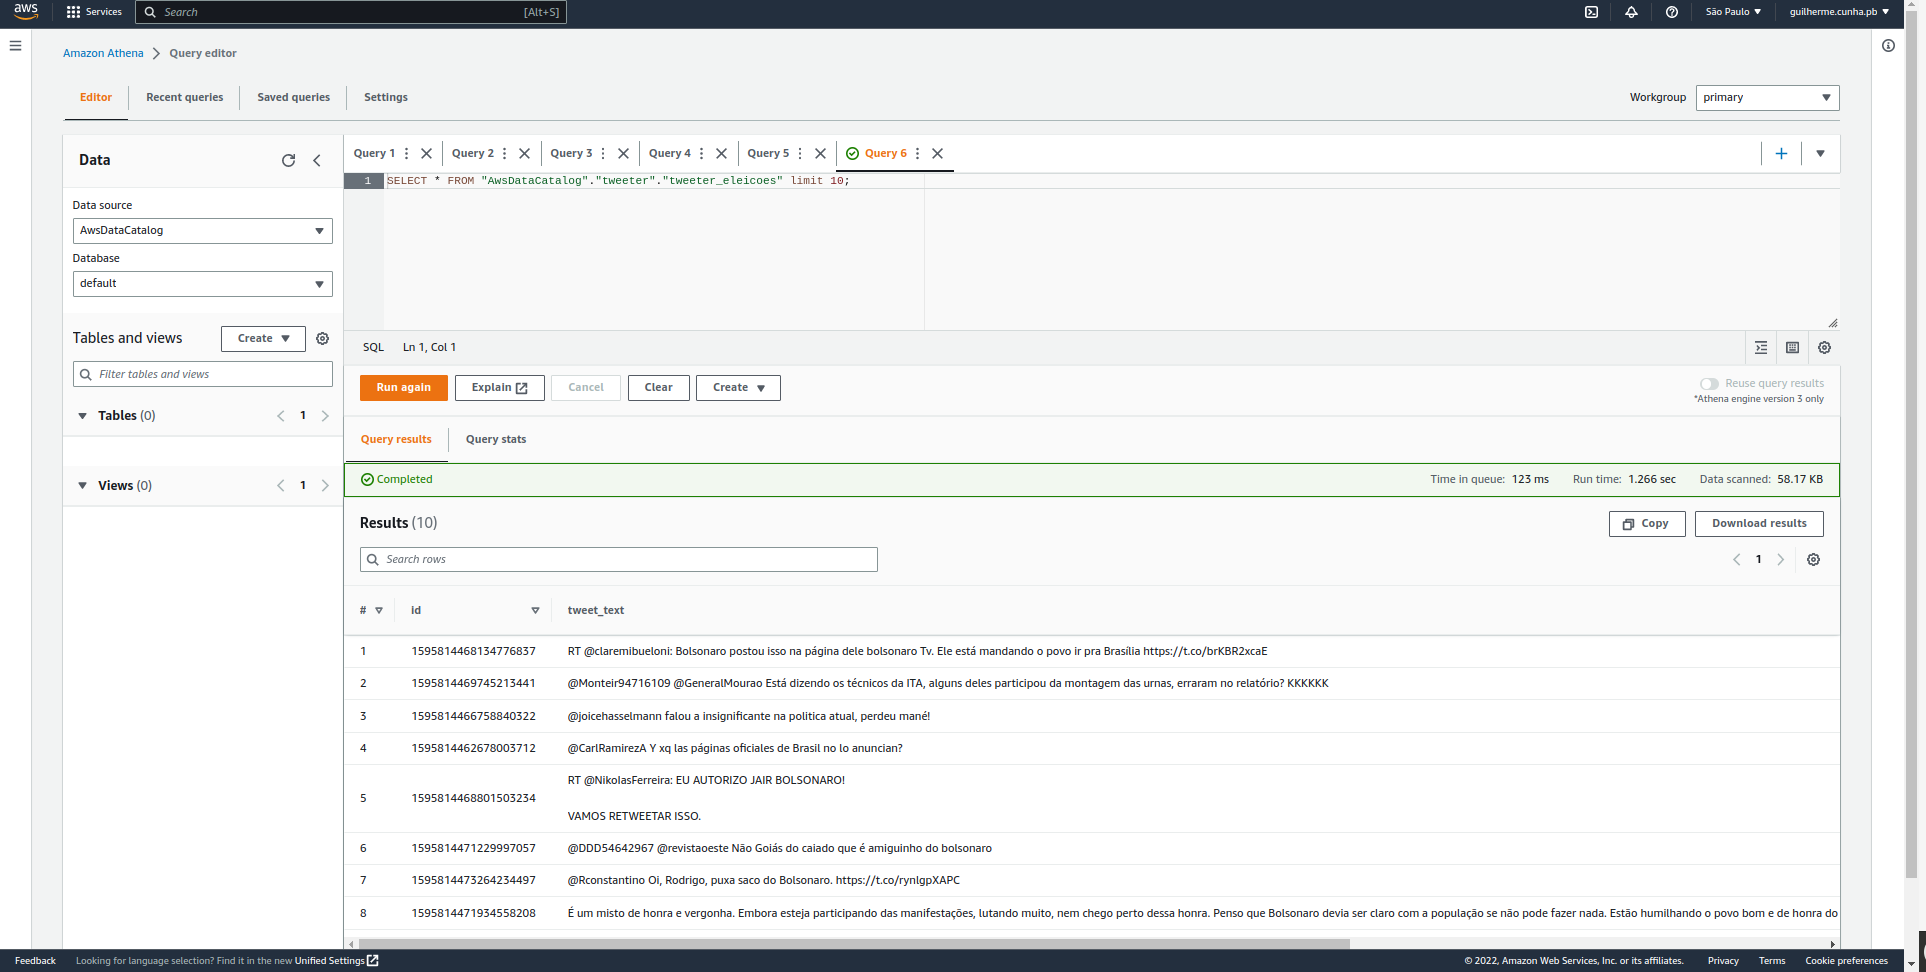 aws Services Search [Alt+S] São Paulo guilherme.cunha.pb
Amazon Athena Query editor
Editor Recent queries Saved queries Settings Workgroup primary
Data
Query 1 Query 2 Query 3 Query 4 Query 5 Query 6
1 SELECT * FROM "AwsDataCatalog"."tweeter"."tweeter_eleicoes" limit 10;
Data source
AwsDataCatalog
Database
default
Tables and views Create
Filter tables and views
Tables (0) 1
Views (0) 1
SQL Ln 1, Col 1
Run again Explain Cancel Clear Create Reuse query results
*Athena engine version 3 only
Query results Query stats
Completed Time in queue: 123 ms Run time: 1.266 sec Data scanned: 58.17 KB
Results (10) Copy Download results
Search rows 1
# id tweet_text
1 1595814468134776837 RT @claremibueloni: Bolsonaro postou isso na página dele bolsonaro Tv. Ele está mandando o povo ir pra Brasília https://t.co/brKBR2xcaE
2 1595814469745213441 @Monteir94716109 @GeneralMourao Está dizendo os técnicos da ITA, alguns deles participou da montagem das urnas, erraram no relatório? KKKKKK
3 1595814466758840322 @joicehasselmann falou a insignificante na politica atual, perdeu mané!
4 1595814462678003712 @CarlRamirezA Y xq las páginas oficiales de Brasil no lo anuncian?
5 1595814468801503234 RT @NikolasFerreira: EU AUTORIZO JAIR BOLSONARO!
VAMOS RETWEETAR ISSO.
6 1595814471229997057 @DDD54642967 @revistaoeste Não Goiás do caiado que é amiguinho do bolsonaro
7 1595814473264234497 @Rconstantino Oi, Rodrigo, puxa saco do Bolsonaro. https://t.co/rynlgpXAPC
8 1595814471934558208 É um misto de honra e vergonha. Embora esteja participando das manifestações, lutando muito, nem chego perto dessa honra. Penso que Bolsonaro devia ser claro com a população se não pode fazer nada. Estão humilhando o povo bom e de honra do
Feedback Looking for language selection? Find it in the new Unified Settings © 2022, Amazon Web Services, Inc. or its affiliates. Privacy Terms Cookie preferences